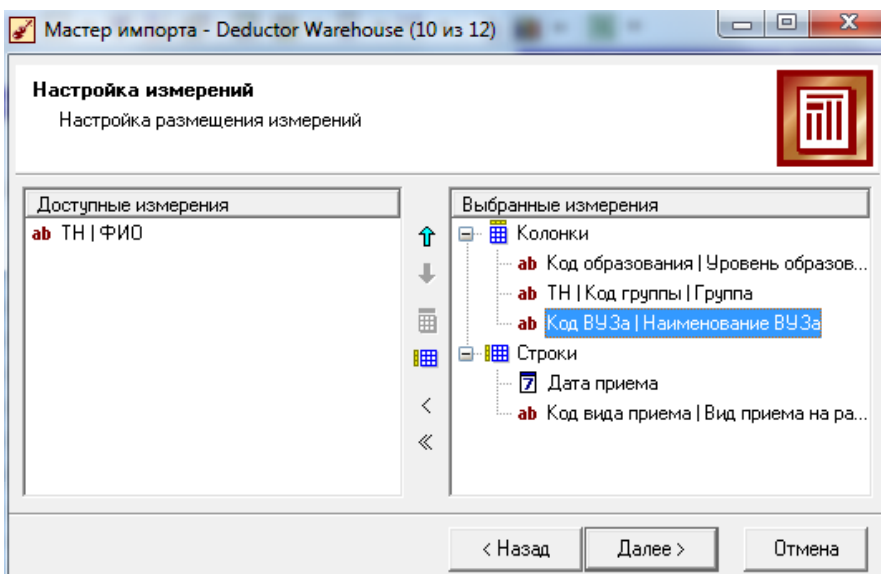 Мастер импорта - Deductor Warehouse (10 из 12)
Настройка измерений
Настройка размещения измерений
Доступные измерения
ab ТН | ФИО
Выбранные измерения
Колонки
ab Код образования | Уровень образов...
ab ТН | Код группы | Группа
ab Код ВУЗа | Наименование ВУЗа
Строки
7 Дата приема
ab Код вида приема | Вид приема на ра...
< Назад
Далее >
Отмена